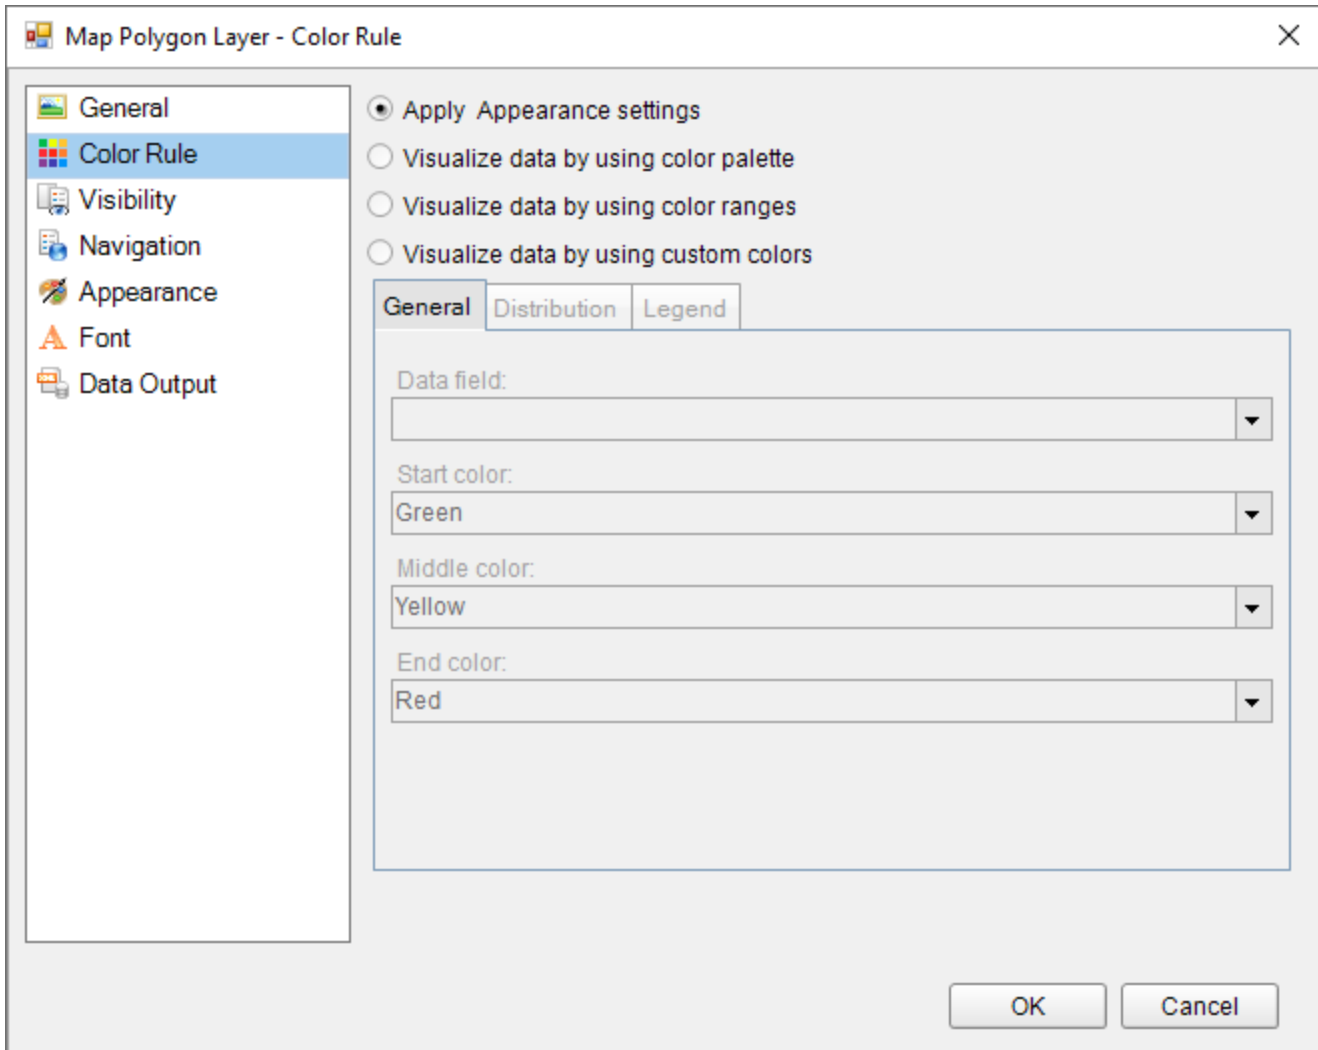 Map Polygon Layer - Color Rule
General
Color Rule
Visibility
Navigation
Appearance
Font
Data Output
Apply  Appearance settings
Visualize data by using color palette
Visualize data by using color ranges
Visualize data by using custom colors
General Distribution Legend
Data field:
Start color:
Green
Middle color:
Yellow
End color:
Red
OK Cancel